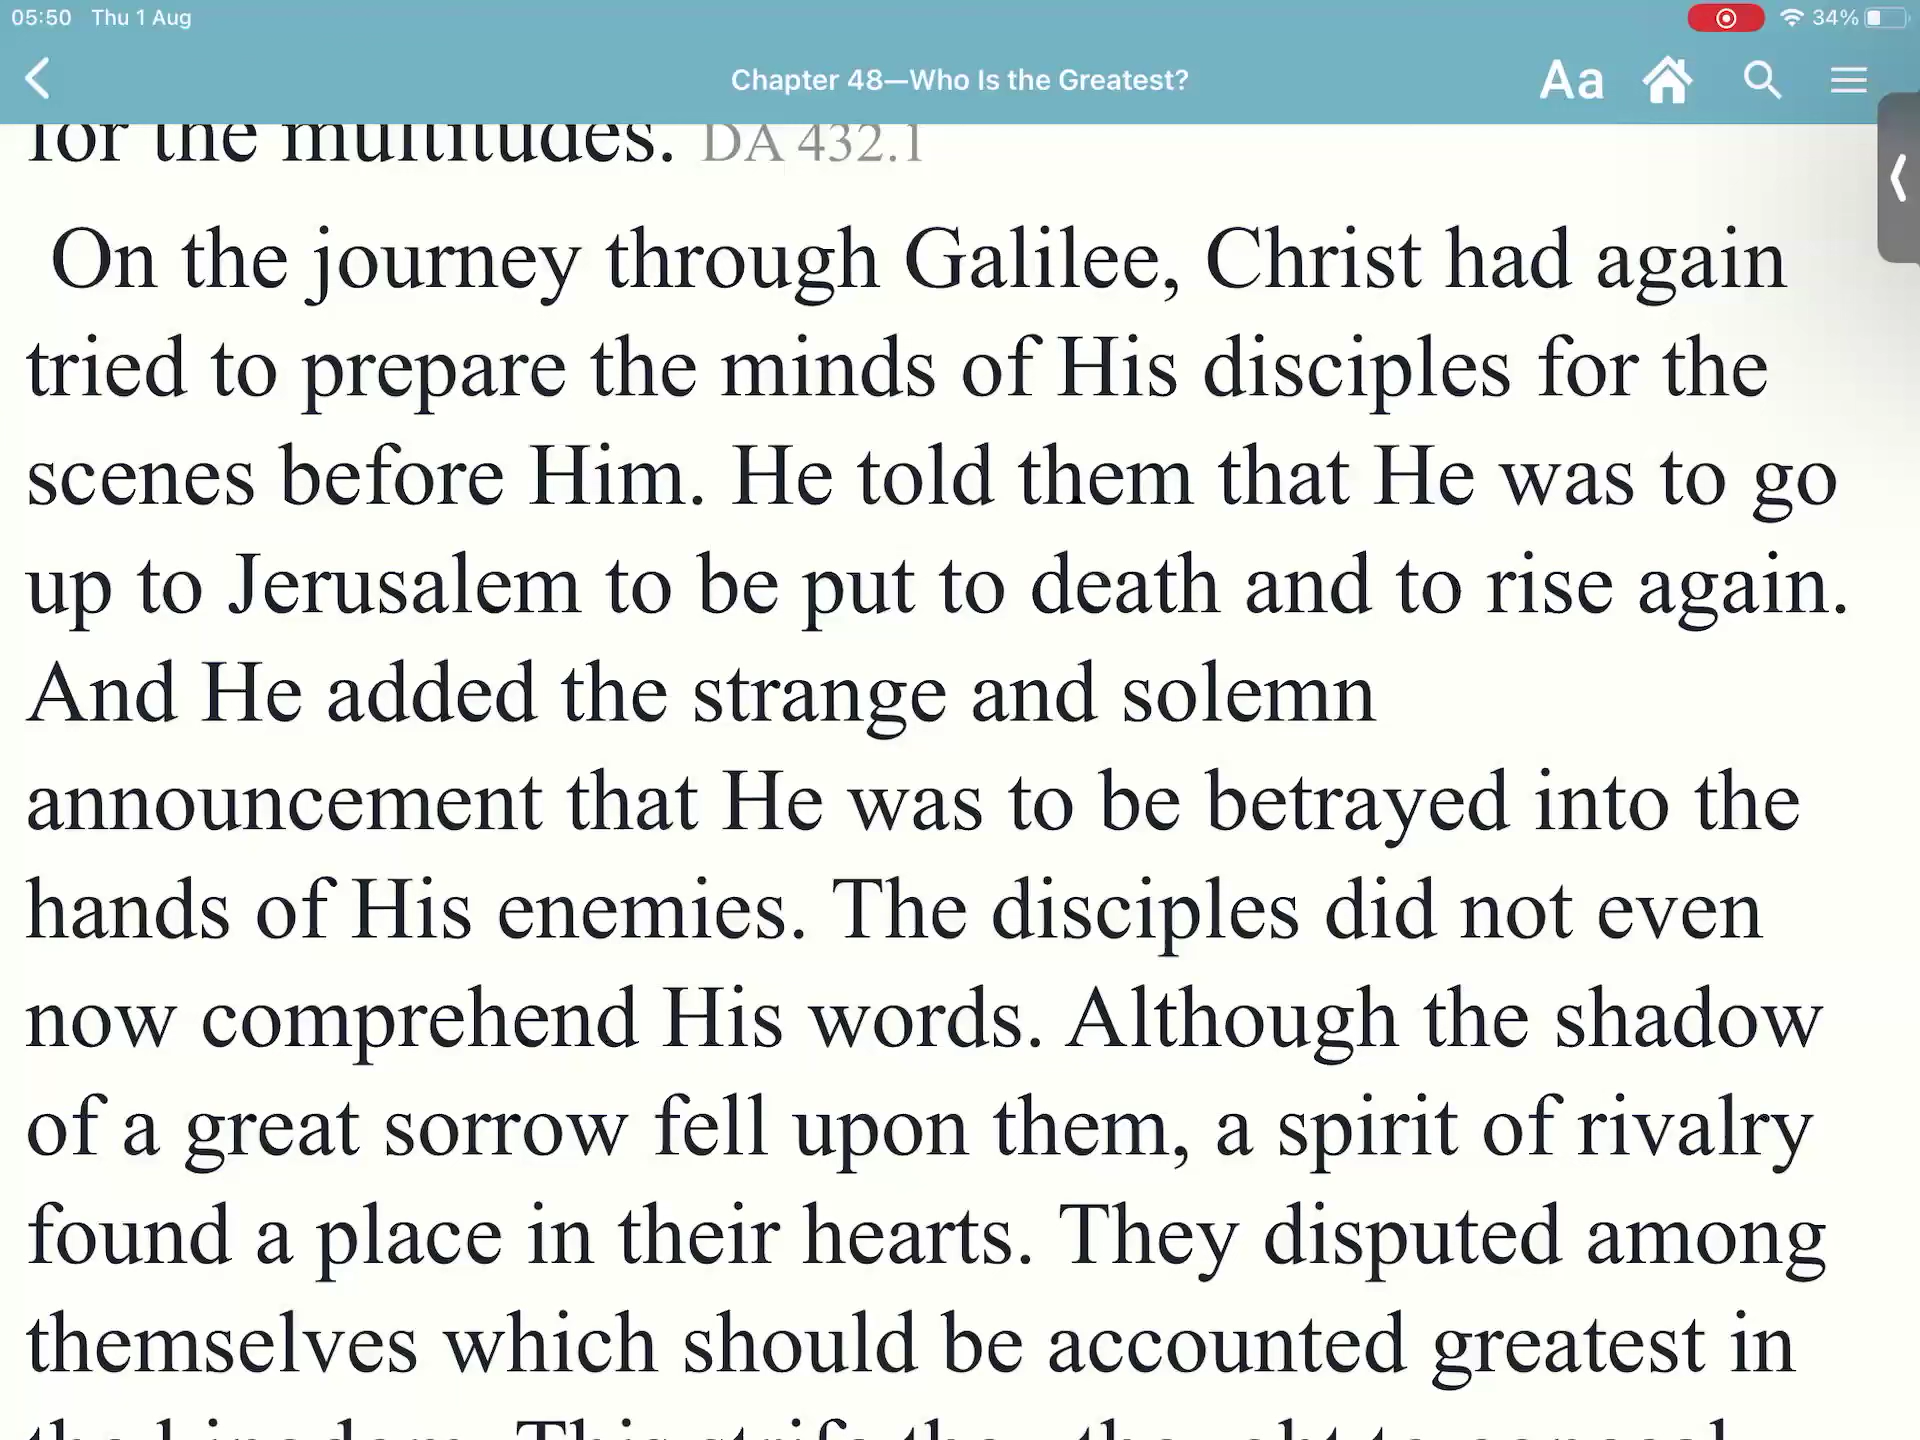 05:50 Thu 1 Aug
34%
Chapter 48—Who Is the Greatest?
Aa
for the multitudes. DA 432.1
On the journey through Galilee, Christ had again
tried to prepare the minds of His disciples for the
scenes before Him. He told them that He was to go
up to Jerusalem to be put to death and to rise again.
And He added the strange and solemn
announcement that He was to be betrayed into the
hands of His enemies. The disciples did not even
now comprehend His words. Although the shadow
of a great sorrow fell upon them, a spirit of rivalry
found a place in their hearts. They disputed among
themselves which should be accounted greatest in